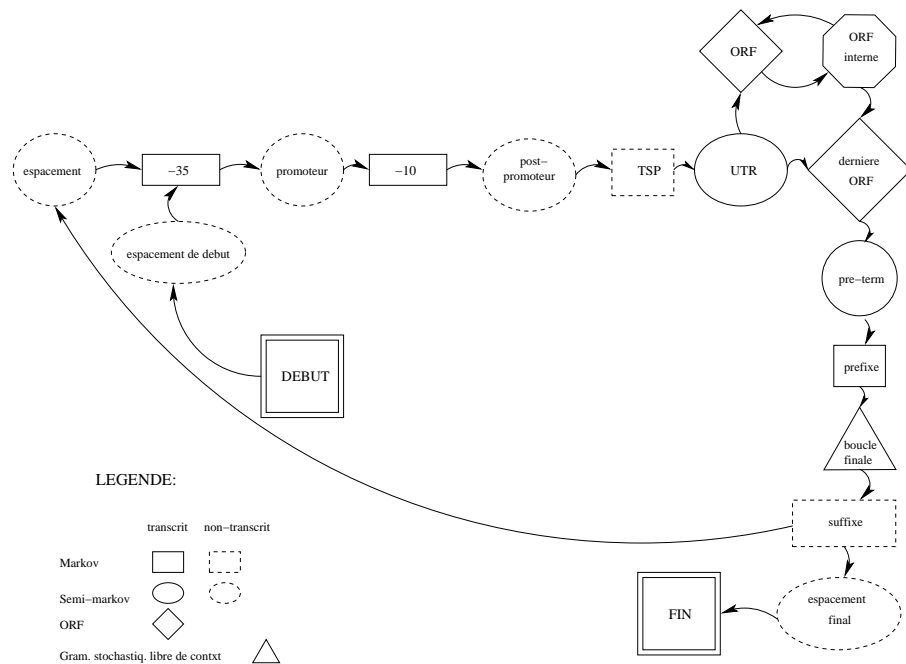 ORF
ORF
interne
espacement
−35
promoteur
−10
post−
promoteur
TSP
UTR
derniere
ORF
espacement de debut
pre−term
DEBUT
prefixe
boucle
finale
suffixe
espacement
final
FIN
LEGENDE:
transcrit
non−transcrit
Markov
Semi−markov
ORF
Gram. stochastiq. libre de contxt